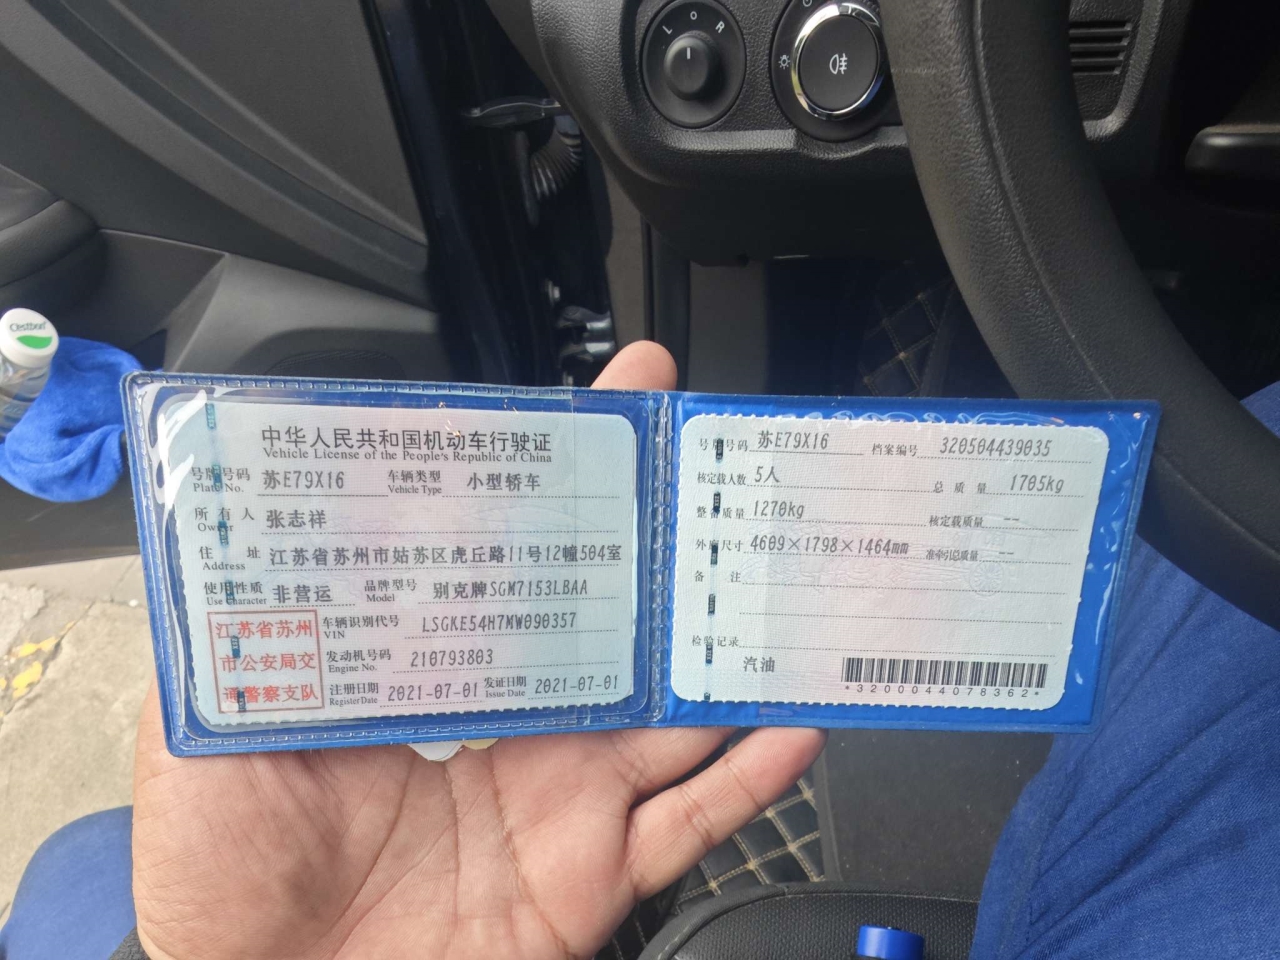 L O R
Cestbon
中华人民共和国机动车行驶证
Vehicle License of the People's Republic of China
号牌号码 苏E79X16 车辆类型 小型轿车
Plate No. Vehicle Type
所有人 张志祥
Owner
住址 江苏省苏州市姑苏区虎丘路11号12幢504室
Address
使用性质 非营运 品牌型号 别克牌SGM7153LBAA
Use Character Model
江苏省苏州
市公安局交
通警察支队
车辆识别代号 LSGKE54H7MW090357
VIN
发动机号码 210793803
Engine No.
注册日期 2021-07-01 发证日期 2021-07-01
Register Date Issue Date
号牌号码 苏E79X16 档案编号 320504439035
核定载人数 5人 总质量 1705kg
整备质量 1270kg 核定载质量 --
外廓尺寸 4609×1798×1464mm 准牵引总质量 --
备注
检验记录
汽油
*3200044078362*